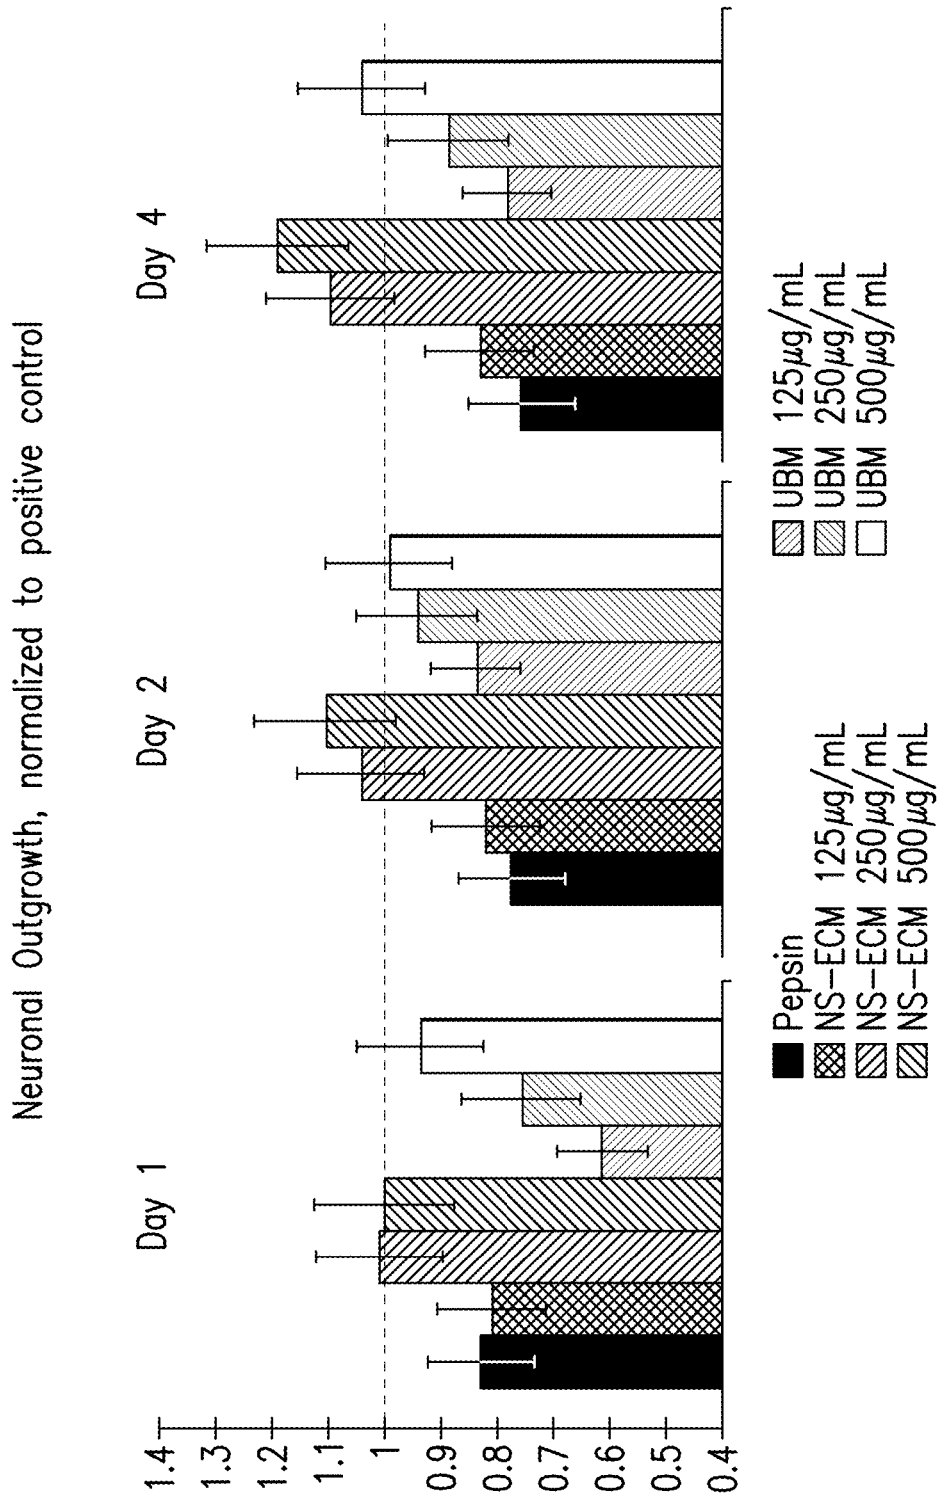 Neuronal Outgrowth, normalized to positive control
Day 1
Day 2
Day 4
1.4
1.3
1.2
1.1
1
0.9
0.8
0.7
0.6
0.5
0.4
Pepsin
NS-ECM 125μg/mL
NS-ECM 250μg/mL
NS-ECM 500μg/mL
UBM 125μg/mL
UBM 250μg/mL
UBM 500μg/mL